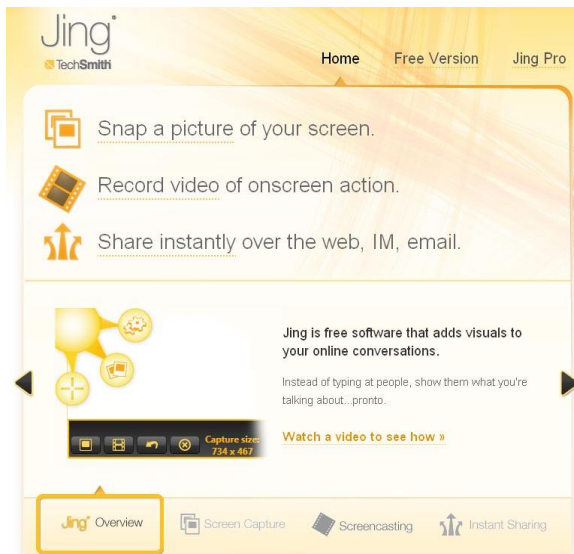 Jing
TechSmith
Home Free Version Jing Pro
Snap a picture of your screen.
Record video of onscreen action.
Share instantly over the web, IM, email.
Jing is free software that adds visuals to
your online conversations.
Instead of typing at people, show them what you're
talking about...pronto.
Watch a video to see how »
Capture size:
734 x 467
Jing Overview Screen Capture Screencasting Instant Sharing